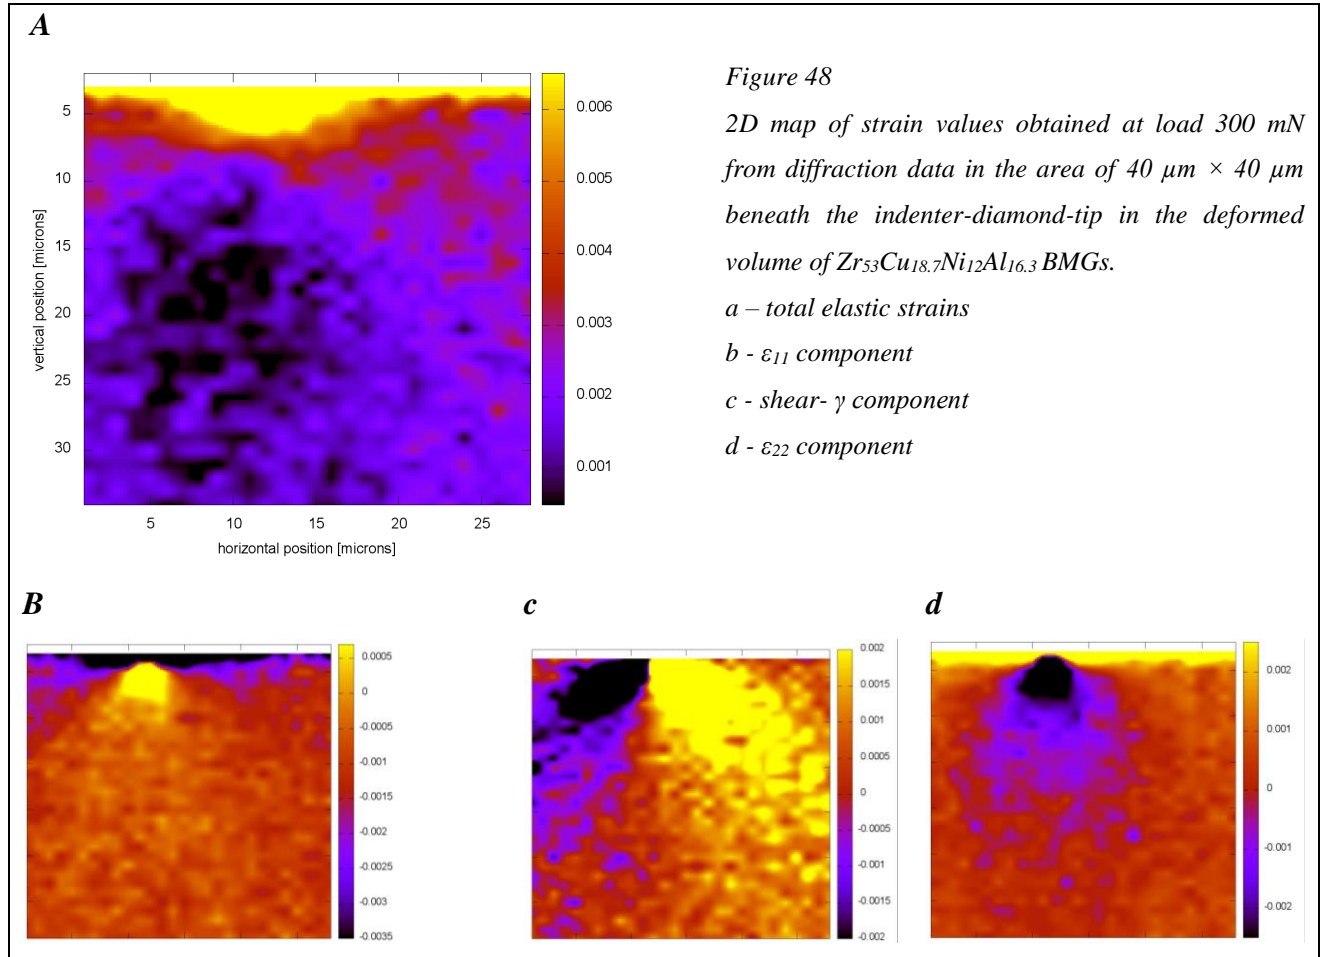 A
Figure 48
2D map of strain values obtained at load 300 mN
from diffraction data in the area of 40 µm × 40 µm
beneath the indenter-diamond-tip in the deformed
volume of Zr53Cu18.7Ni12Al16.3 BMGs.
a – total elastic strains
b - ε11 component
c - shear- γ component
d - ε22 component
vertical position [microns]
5
10
15
20
25
30
5
10
15
20
25
horizontal position [microns]
0.006
0.005
0.004
0.003
0.002
0.001
B
0.0005
0
-0.0005
-0.001
-0.0015
-0.002
-0.0025
-0.003
-0.0035
c
0.002
0.0015
0.001
0.0005
0
-0.0005
-0.001
-0.0015
-0.002
d
0.002
0.001
0
-0.001
-0.002